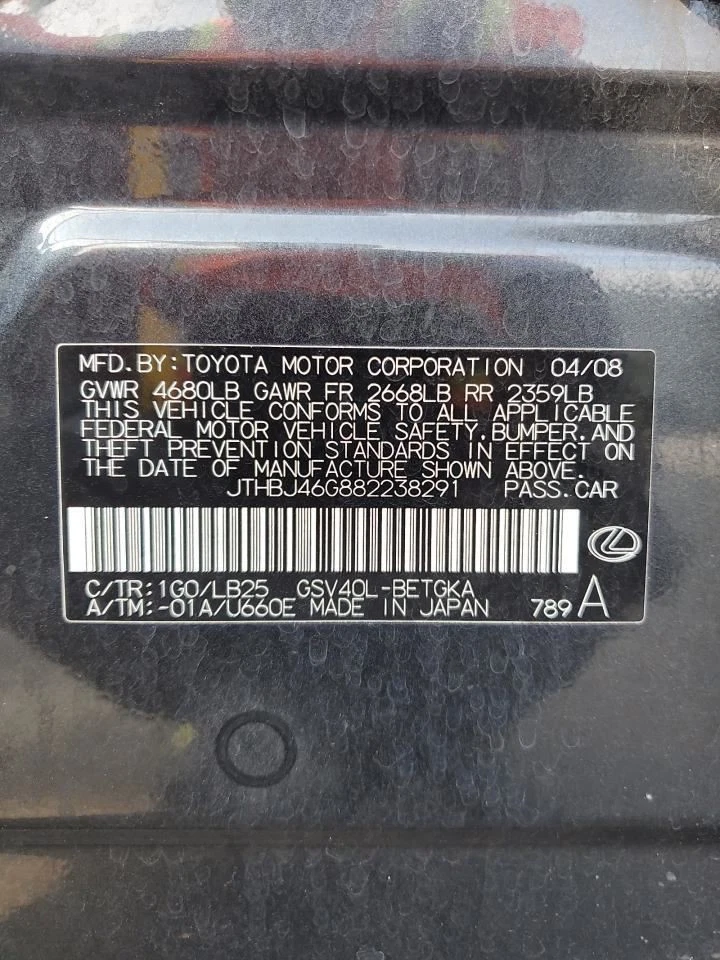 MFD.BY:TOYOTA MOTOR CORPORATION 04/08
GVWR 4680LB GAWR FR 2668LB RR 2359LB
THIS VEHICLE CONFORMS TO ALL APPLICABLE
FEDERAL MOTOR VEHICLE SAFETY,BUMPER,AND
THEFT PREVENTION STANDARDS IN EFFECT ON
THE DATE OF MANUFACTURE SHOWN ABOVE.
JTHBJ46G882238291 PASS.CAR
C/TR:1G0/LB25 GSV40L-BETGKA
A/TM:-01A/U660E MADE IN JAPAN 789 A